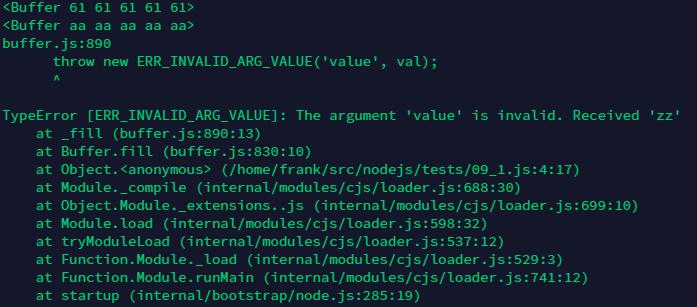 <Buffer 61 61 61 61 61>
<Buffer aa aa aa aa aa>
buffer.js:890
      throw new ERR_INVALID_ARG_VALUE('value', val);
      ^

TypeError [ERR_INVALID_ARG_VALUE]: The argument 'value' is invalid. Received 'zz'
    at _fill (buffer.js:890:13)
    at Buffer.fill (buffer.js:830:10)
    at Object.<anonymous> (/home/frank/src/nodejs/tests/09_1.js:4:17)
    at Module._compile (internal/modules/cjs/loader.js:688:30)
    at Object.Module._extensions..js (internal/modules/cjs/loader.js:699:10)
    at Module.load (internal/modules/cjs/loader.js:598:32)
    at tryModuleLoad (internal/modules/cjs/loader.js:537:12)
    at Function.Module._load (internal/modules/cjs/loader.js:529:3)
    at Function.Module.runMain (internal/modules/cjs/loader.js:741:12)
    at startup (internal/bootstrap/node.js:285:19)